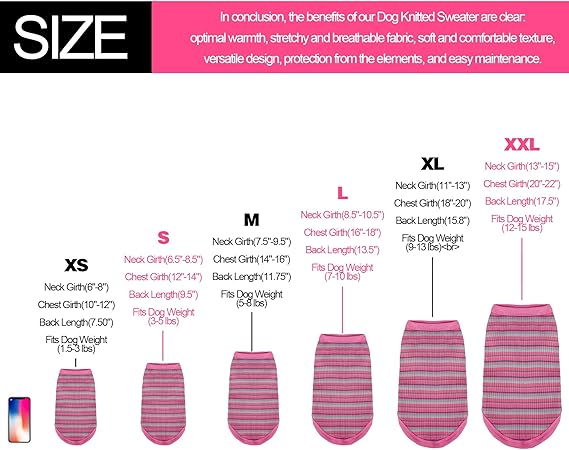 SIZE
In conclusion, the benefits of our Dog Knitted Sweater are clear:
optimal warmth, stretchy and breathable fabric, soft and comfortable texture,
versatile design, protection from the elements, and easy maintenance.
XS
Neck Girth(6"-8")
Chest Girth(10"-12")
Back Length(7.50")
Fits Dog Weight
(1.5-3 lbs)
S
Neck Girth(6.5"-8.5")
Chest Girth(12"-14")
Back Length(9.5")
Fits Dog Weight
(3-5 lbs)
M
Neck Girth(7.5"-9.5")
Chest Girth(14"-16")
Back Length(11.75")
Fits Dog Weight
(5-8 lbs)
L
Neck Girth(8.5"-10.5")
Chest Girth(16"-18")
Back Length(13.5")
Fits Dog Weight
(7-10 lbs)
XL
Neck Girth(11"-13")
Chest Girth(18"-20")
Back Length(15.8")
Fits Dog Weight
(9-13 lbs)<br>
XXL
Neck Girth(13"-15")
Chest Girth(20"-22")
Back Length(17.5")
Fits Dog Weight
(12-15 lbs)